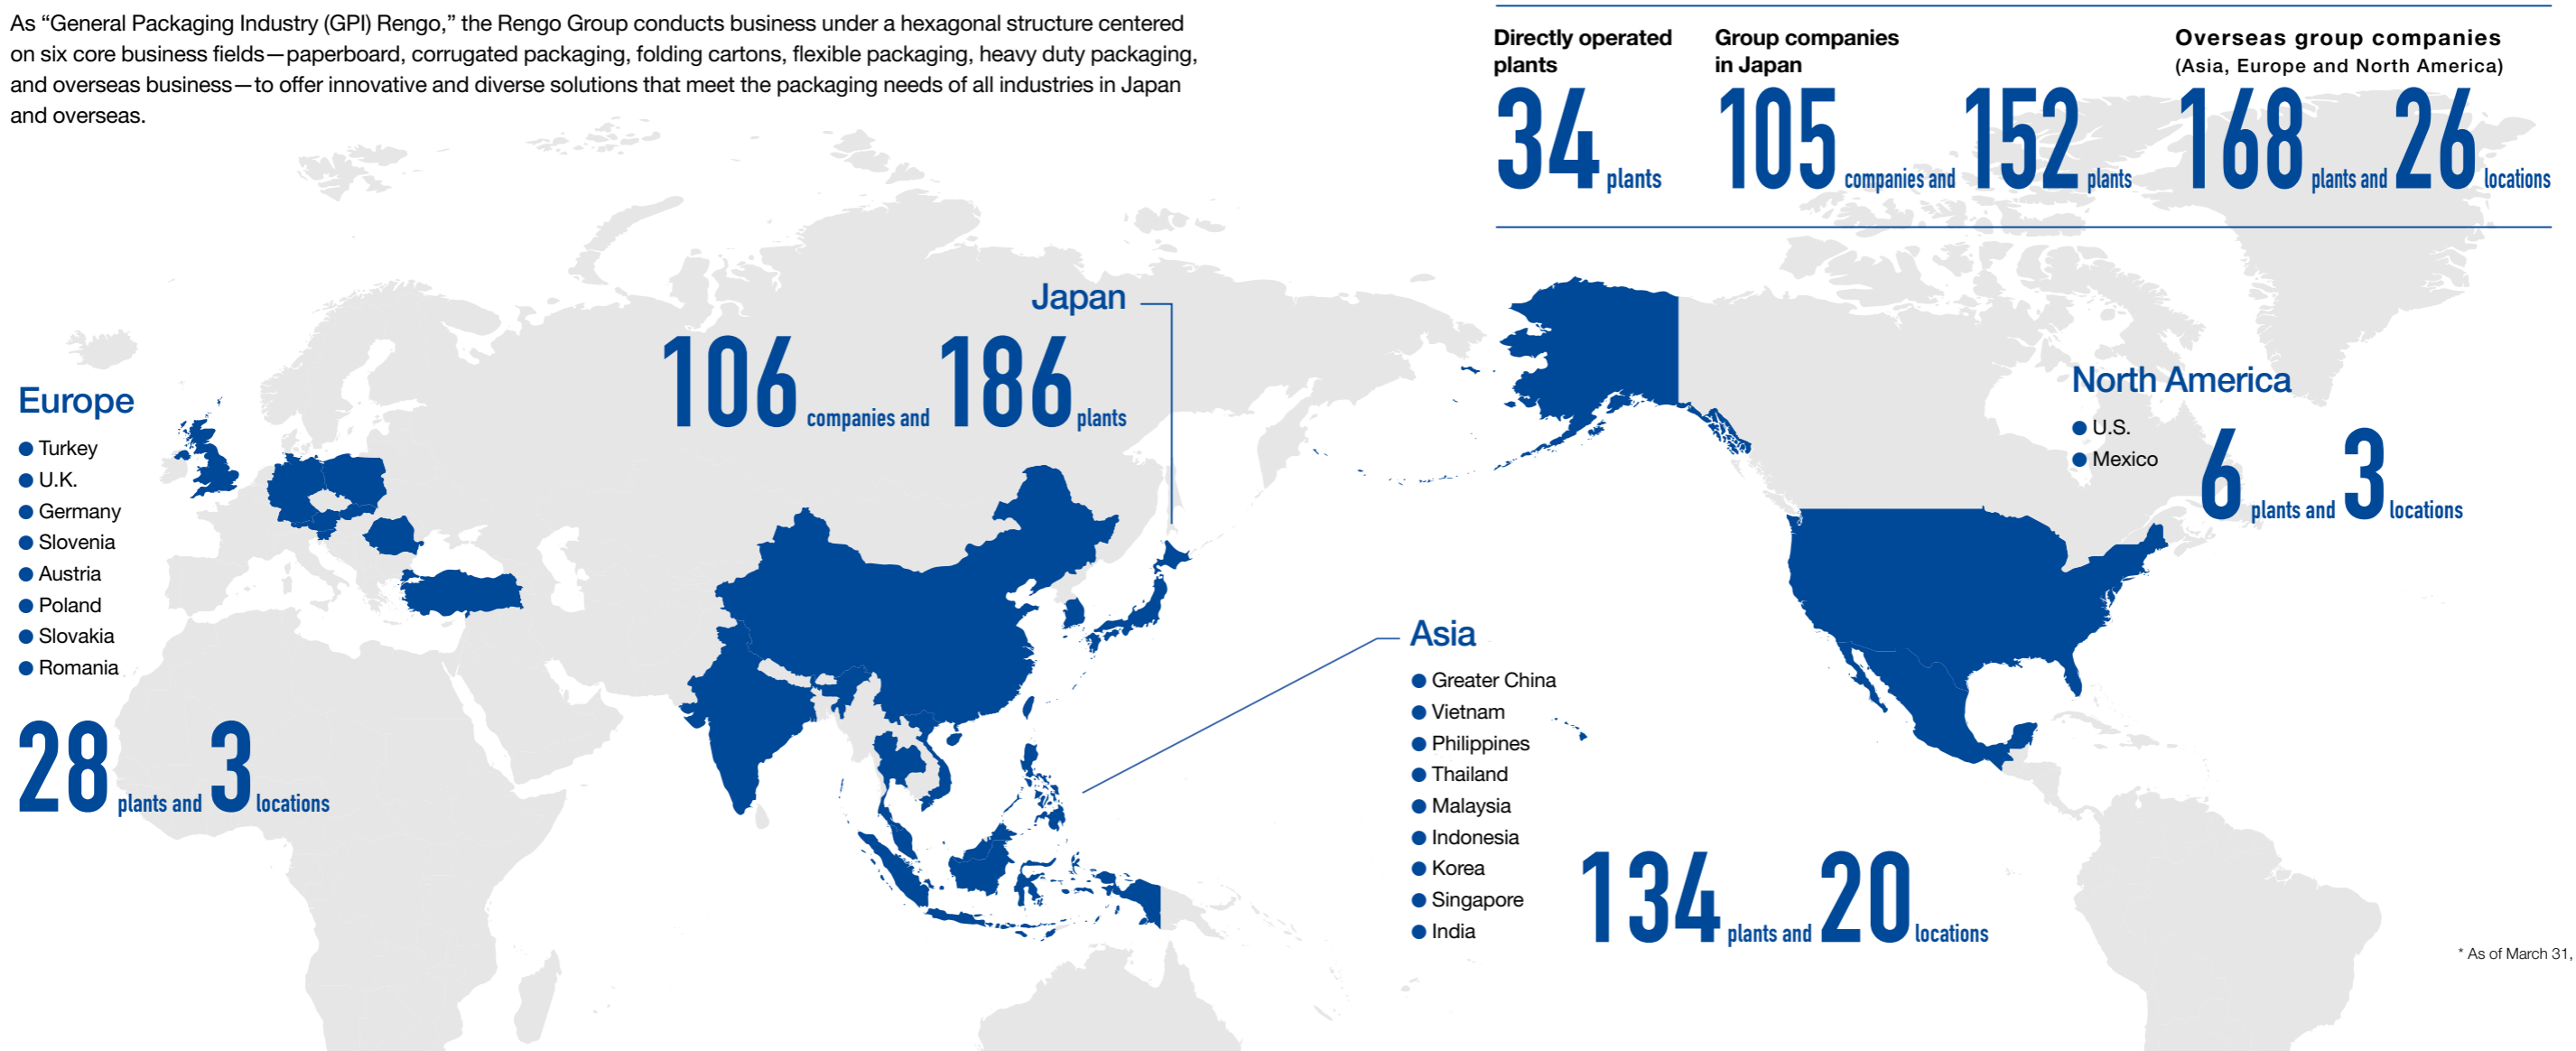 As “General Packaging Industry (GPI) Rengo,” the Rengo Group conducts business under a hexagonal structure centered
on six core business fields—paperboard, corrugated packaging, folding cartons, flexible packaging, heavy duty packaging,
and overseas business—to offer innovative and diverse solutions that meet the packaging needs of all industries in Japan
and overseas.
Directly operated
plants
34 plants
Group companies
in Japan
105 companies and 152 plants
Overseas group companies
(Asia, Europe and North America)
168 plants and 26 locations
Japan
106 companies and 186 plants
Europe
● Turkey
● U.K.
● Germany
● Slovenia
● Austria
● Poland
● Slovakia
● Romania
28 plants and 3 locations
North America
● U.S.
● Mexico
6 plants and 3 locations
Asia
● Greater China
● Vietnam
● Philippines
● Thailand
● Malaysia
● Indonesia
● Korea
● Singapore
● India
134 plants and 20 locations
* As of March 31,